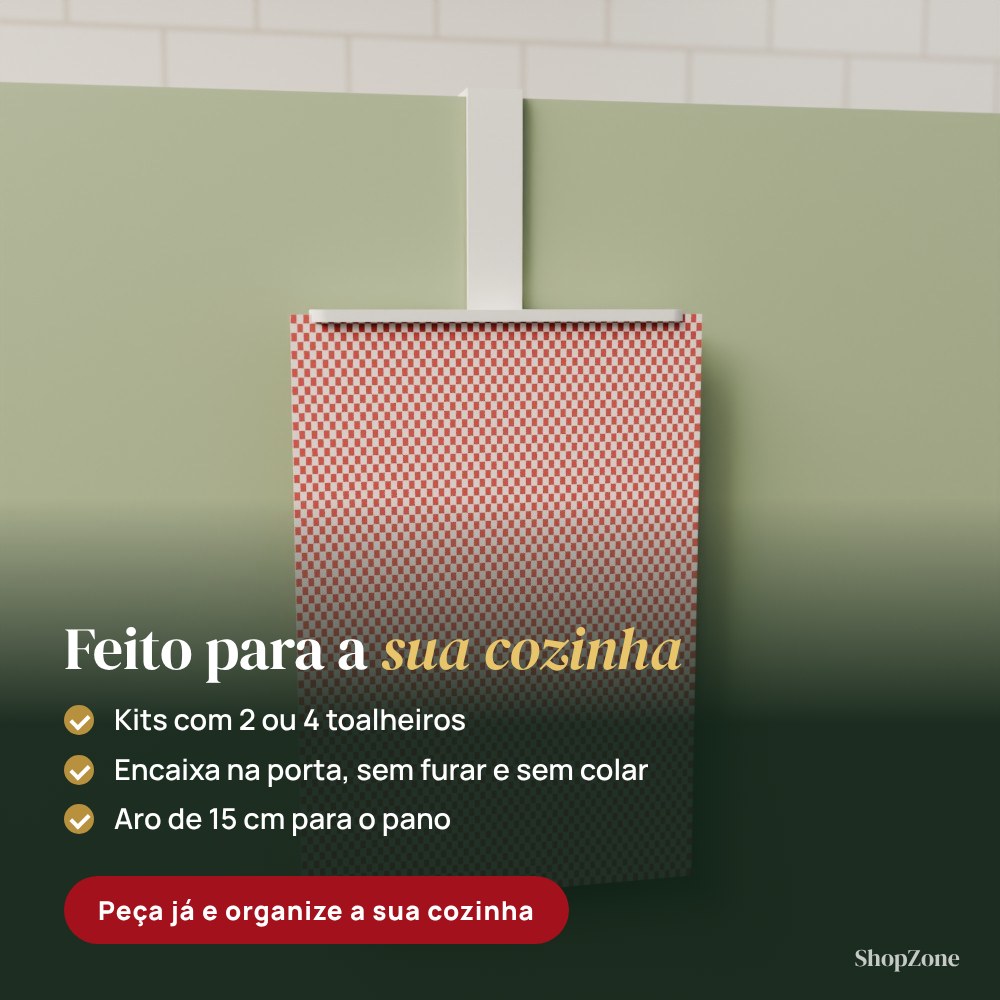 Feito para a sua cozinha
Kits com 2 ou 4 toalheiros
Encaixa na porta, sem furar e sem colar
Aro de 15 cm para o pano
Peça já e organize a sua cozinha
ShopZone